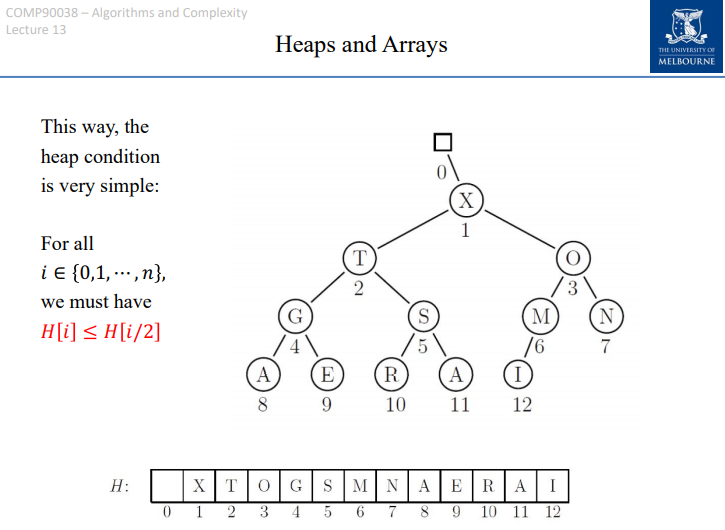 COMP90038 – Algorithms and Complexity
Lecture 13
Heaps and Arrays
THE UNIVERSITY OF
MELBOURNE
This way, the
heap condition
is very simple:
For all
i ∈ {0,1,⋯,n},
we must have
H[i] ≤ H[i/2]
0
X
1
T
O
2
3
G
S
M
N
4
5
6
7
A
E
R
A
I
8
9
10
11
12
H: X T O G S M N A E R A I
0 1 2 3 4 5 6 7 8 9 10 11 12